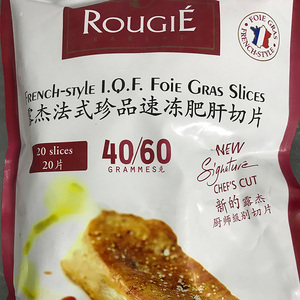 ROUGIÉ
FOIE GRAS
FRENCH-STYLE
FRENCH-STYLE I.Q.F. FOIE GRAS SLICES
露杰法式珍品速冻肥肝切片
20 slices
20片
40/60
GRAMMES克
NEW
Signature
CHEF'S CUT
新的露杰
厨师级别切片